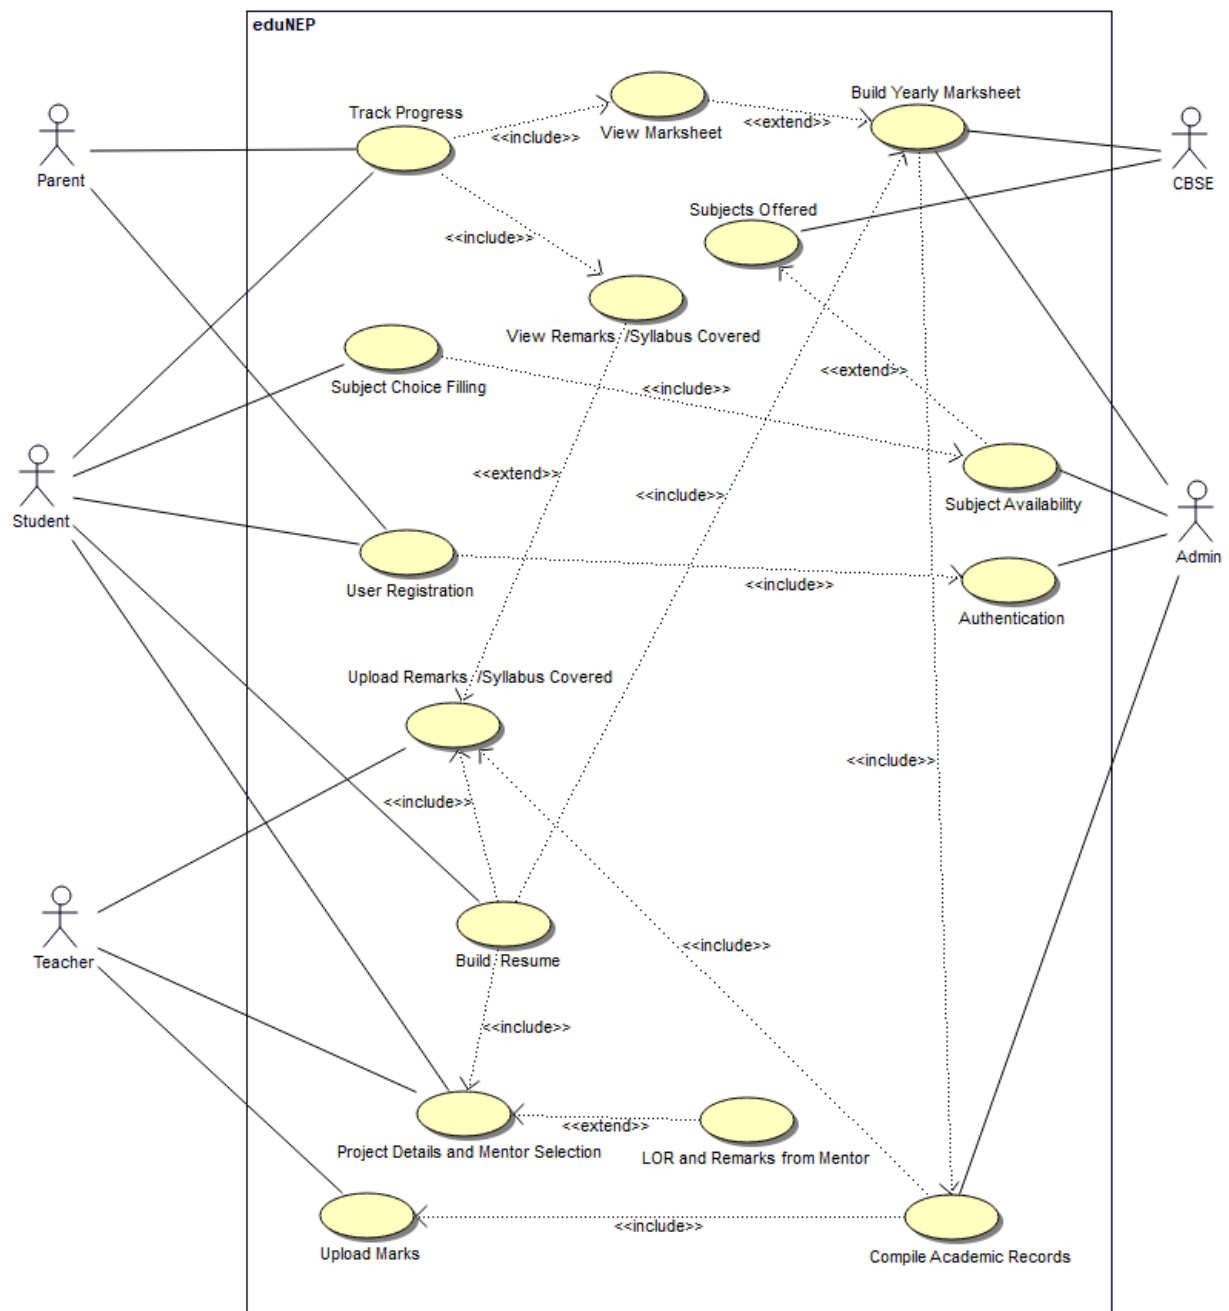 eduNEP
Build Yearly Marksheet
Track Progress
<<include>>
View Marksheet
<<extend>>
Parent
CBSE
Subjects Offered
<<include>>
View Remarks /Syllabus Covered
<<extend>>
Subject Choice Filling
<<include>>
<<extend>>
<<include>>
Subject Availability
Student
Admin
User Registration
<<include>>
Authentication
Upload Remarks /Syllabus Covered
<<include>>
<<include>>
<<include>>
Build Resume
Teacher
<<include>>
<<extend>>
Project Details and Mentor Selection
LOR and Remarks from Mentor
<<include>>
Upload Marks
Compile Academic Records